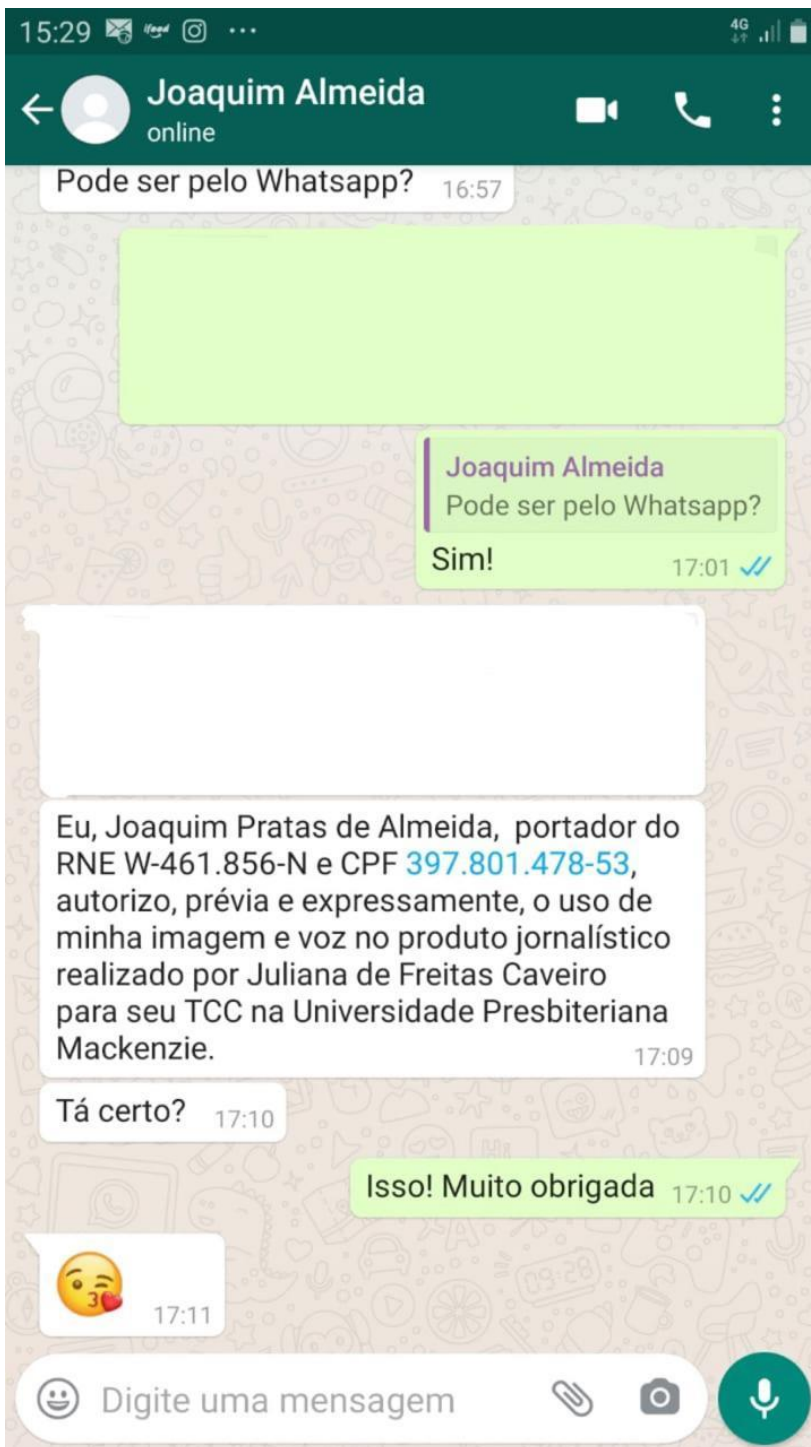 15:29 ifood ...
4G
Joaquim Almeida
online
Pode ser pelo Whatsapp? 16:57
Joaquim Almeida
Pode ser pelo Whatsapp?
Sim! 17:01
Eu, Joaquim Pratas de Almeida, portador do
RNE W-461.856-N e CPF 397.801.478-53,
autorizo, prévia e expressamente, o uso de
minha imagem e voz no produto jornalístico
realizado por Juliana de Freitas Caveiro
para seu TCC na Universidade Presbiteriana
Mackenzie. 17:09
Tá certo? 17:10
Isso! Muito obrigada 17:10
17:11
Digite uma mensagem